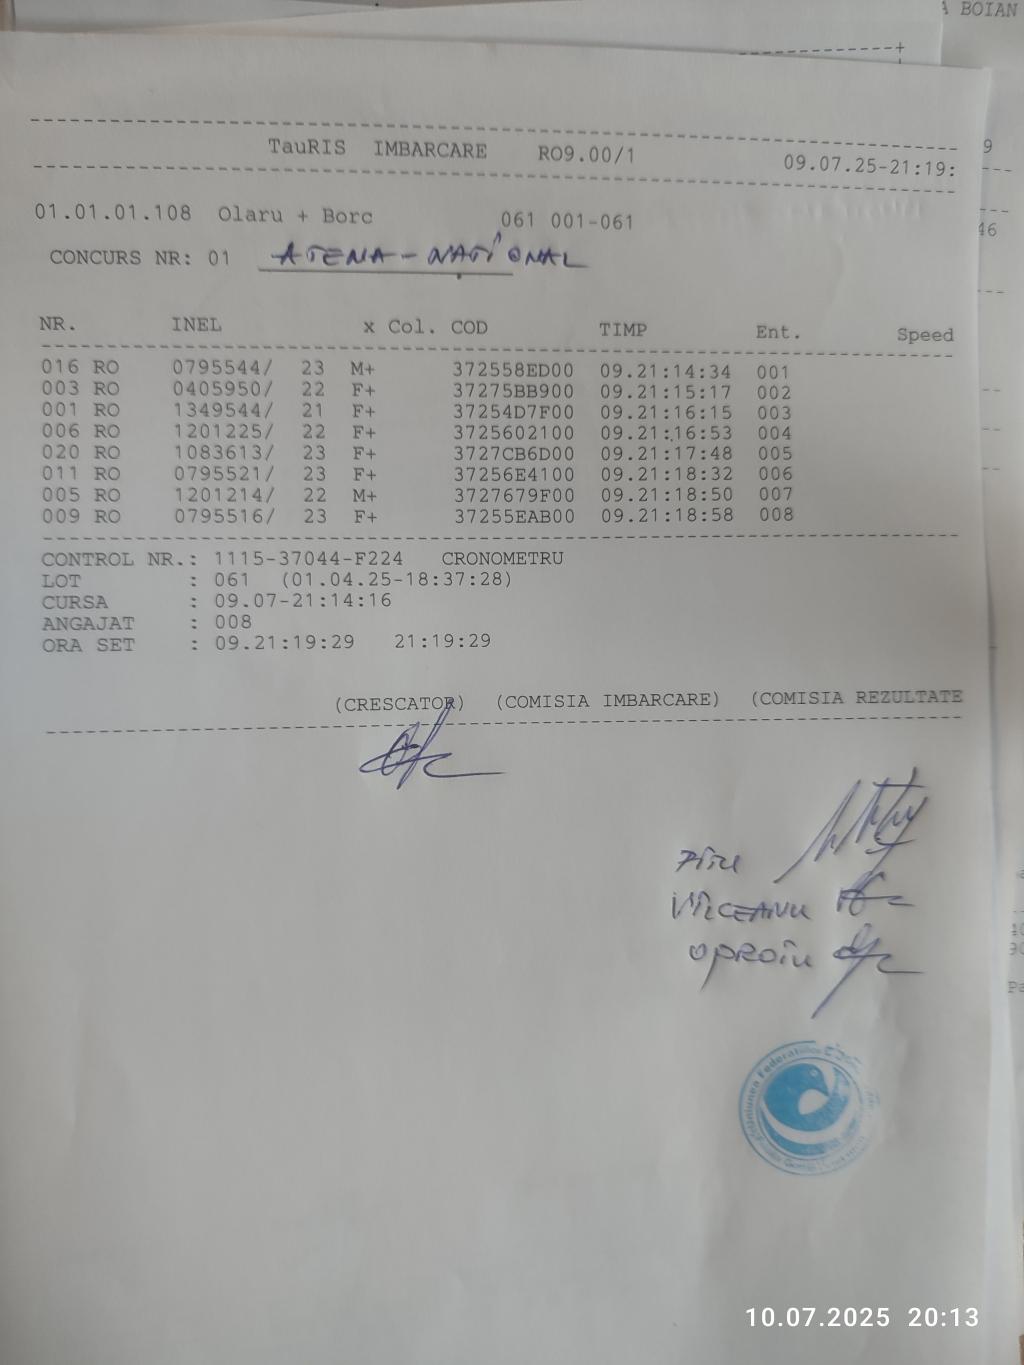 BOIAN
TauRIS IMBARCARE RO9.00/1 09.07.25-21:19:
01.01.01.108 Olaru + Borc 061 001-061
CONCURS NR: 01 ATENA-NATIONAL
NR. INEL x Col. COD TIMP Ent. Speed
016 RO 0795544/ 23 M+ 372558ED00 09.21:14:34 001
003 RO 0405950/ 22 F+ 37275BB900 09.21:15:17 002
001 RO 1349544/ 21 F+ 37254D7F00 09.21:16:15 003
006 RO 1201225/ 22 F+ 3725602100 09.21:16:53 004
020 RO 1083613/ 23 F+ 3727CB6D00 09.21:17:48 005
011 RO 0795521/ 23 F+ 37256E4100 09.21:18:32 006
005 RO 1201214/ 22 M+ 3727679F00 09.21:18:50 007
009 RO 0795516/ 23 F+ 37255EAB00 09.21:18:58 008
CONTROL NR.: 1115-37044-F224 CRONOMETRU
LOT : 061 (01.04.25-18:37:28)
CURSA : 09.07-21:14:16
ANGAJAT : 008
ORA SET : 09.21:19:29 21:19:29
(CRESCATOR) (COMISIA IMBARCARE) (COMISIA REZULTATE
VÎLCEANU
OPROIU
10.07.2025 20:13